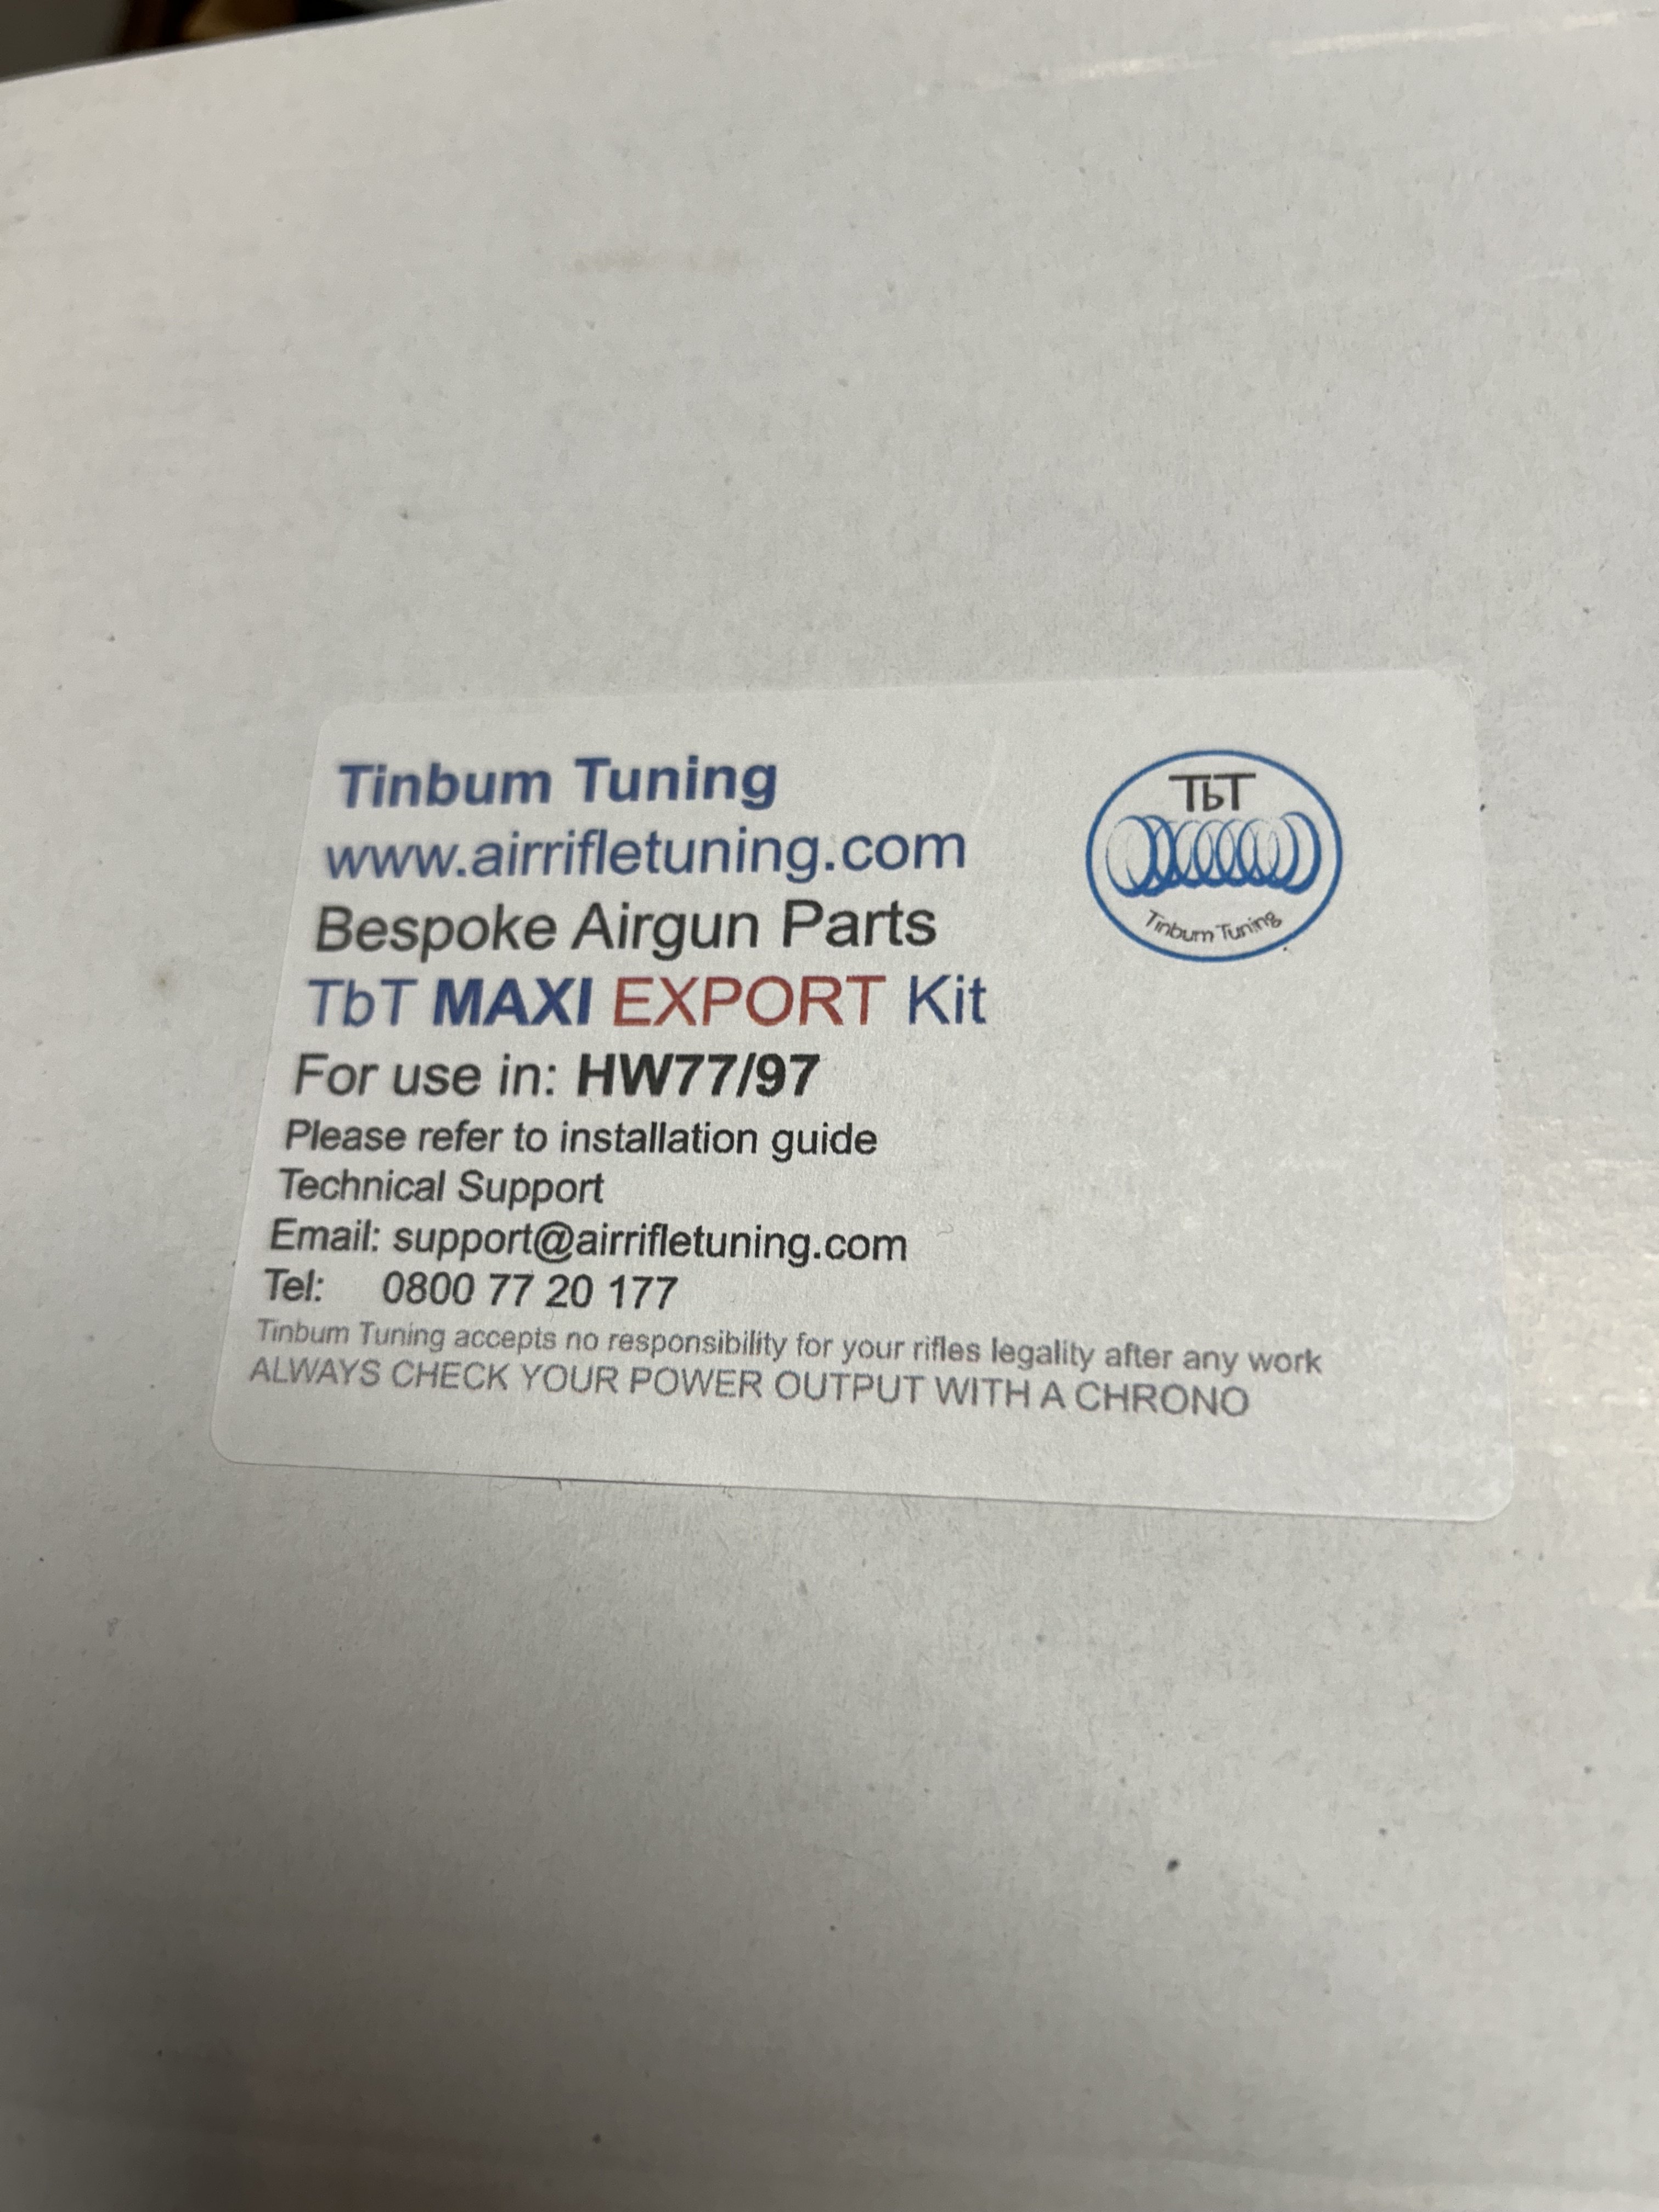 Tinbum Tuning
www.airrifletuning.com
Bespoke Airgun Parts
TbT MAXI EXPORT Kit
For use in: HW77/97
Please refer to installation guide
Technical Support
Email: support@airrifletuning.com
Tel: 0800 77 20 177
Tinbum Tuning accepts no responsibility for your rifles legality after any work
ALWAYS CHECK YOUR POWER OUTPUT WITH A CHRONO
TbT
Tinbum Tuning